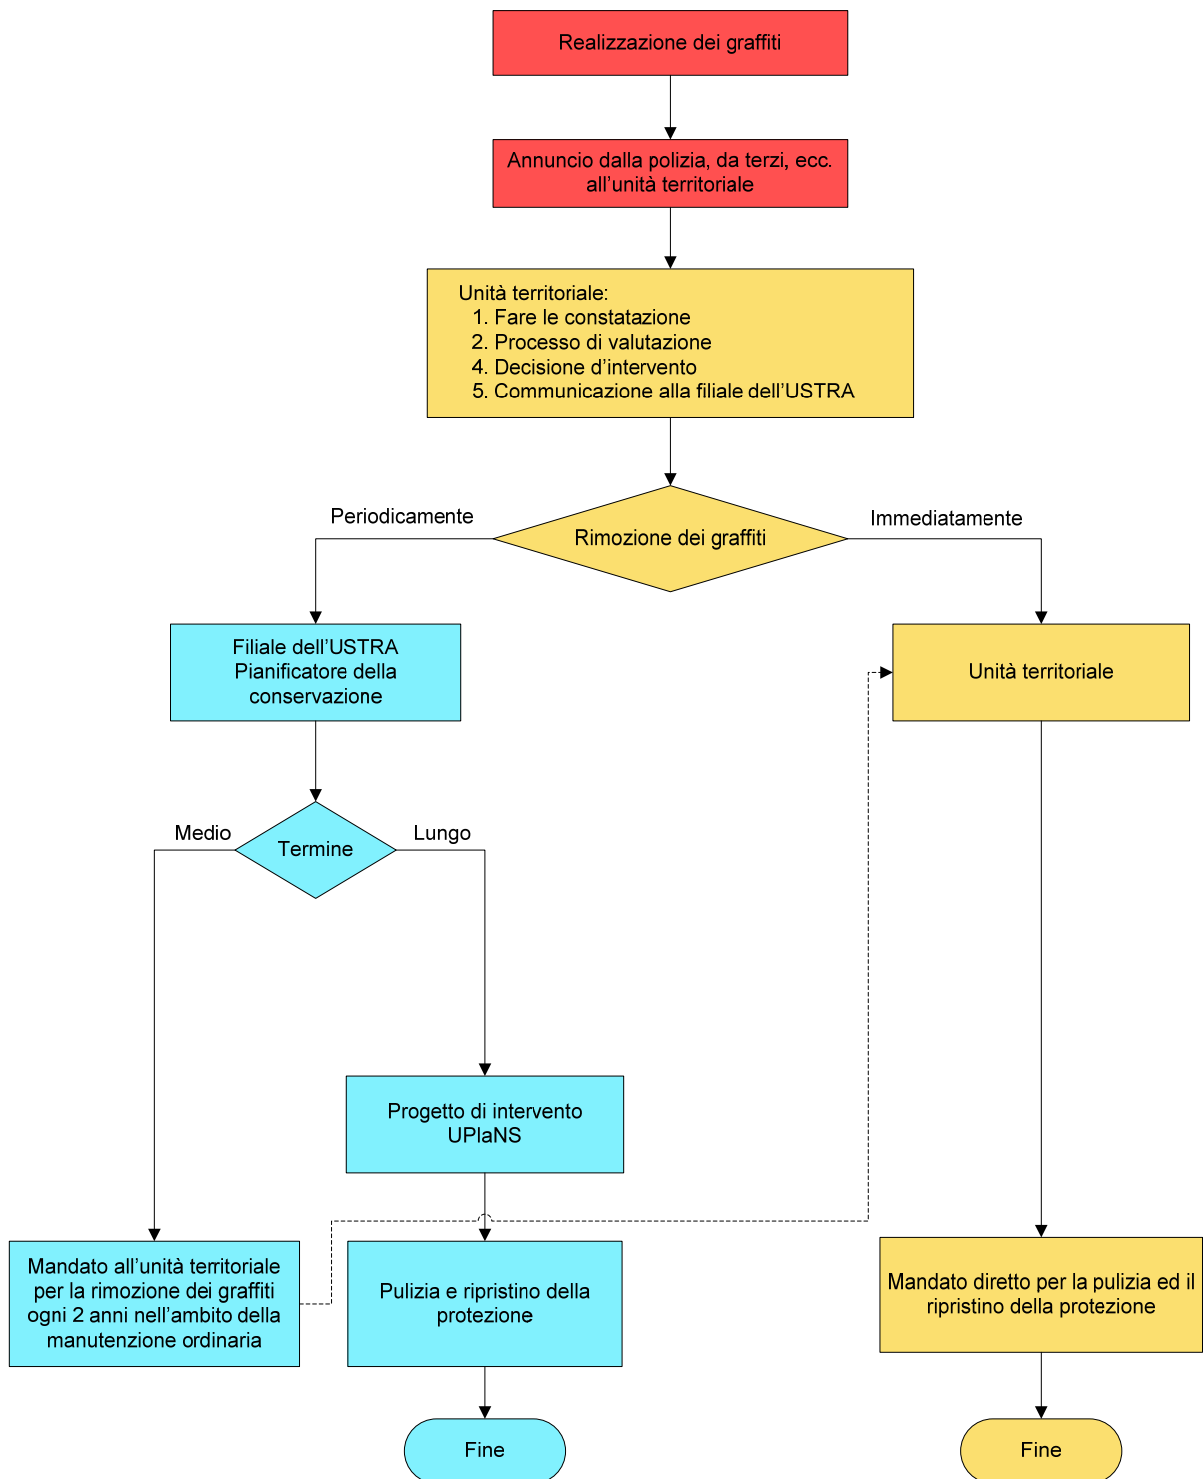 Realizzazione dei graffiti
Annuncio dalla polizia, da terzi, ecc.
all'unità territoriale
Unità territoriale:
1. Fare le constatazione
2. Processo di valutazione
4. Decisione d'intervento
5. Communicazione alla filiale dell'USTRA
Periodicamente
Rimozione dei graffiti
Immediatamente
Filiale dell'USTRA
Pianificatore della
conservazione
Unità territoriale
Medio
Termine
Lungo
Progetto di intervento
UPlaNS
Mandato all'unità territoriale
per la rimozione dei graffiti
ogni 2 anni nell'ambito della
manutenzione ordinaria
Pulizia e ripristino della
protezione
Mandato diretto per la pulizia ed il
ripristino della protezione
Fine
Fine